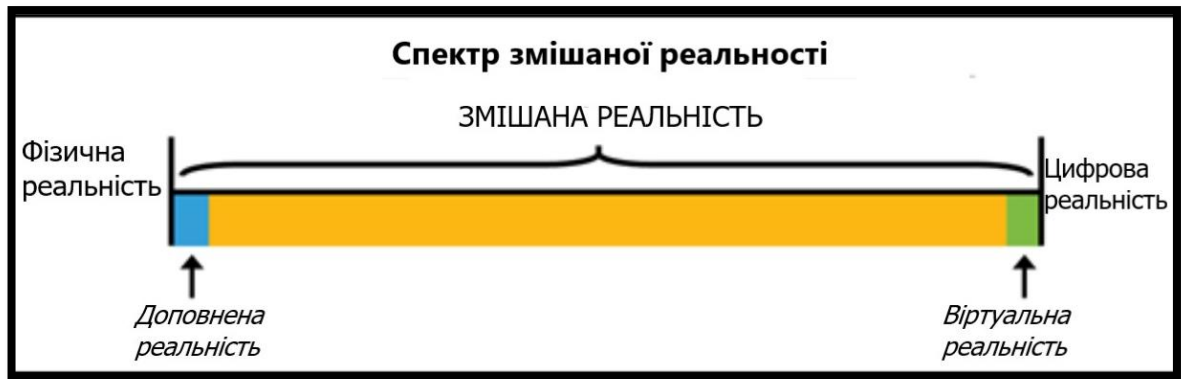 Спектр змішаної реальності
ЗМІШАНА РЕАЛЬНІСТЬ
Фізична
реальність
Цифрова
реальність
Доповнена
реальність
Віртуальна
реальність